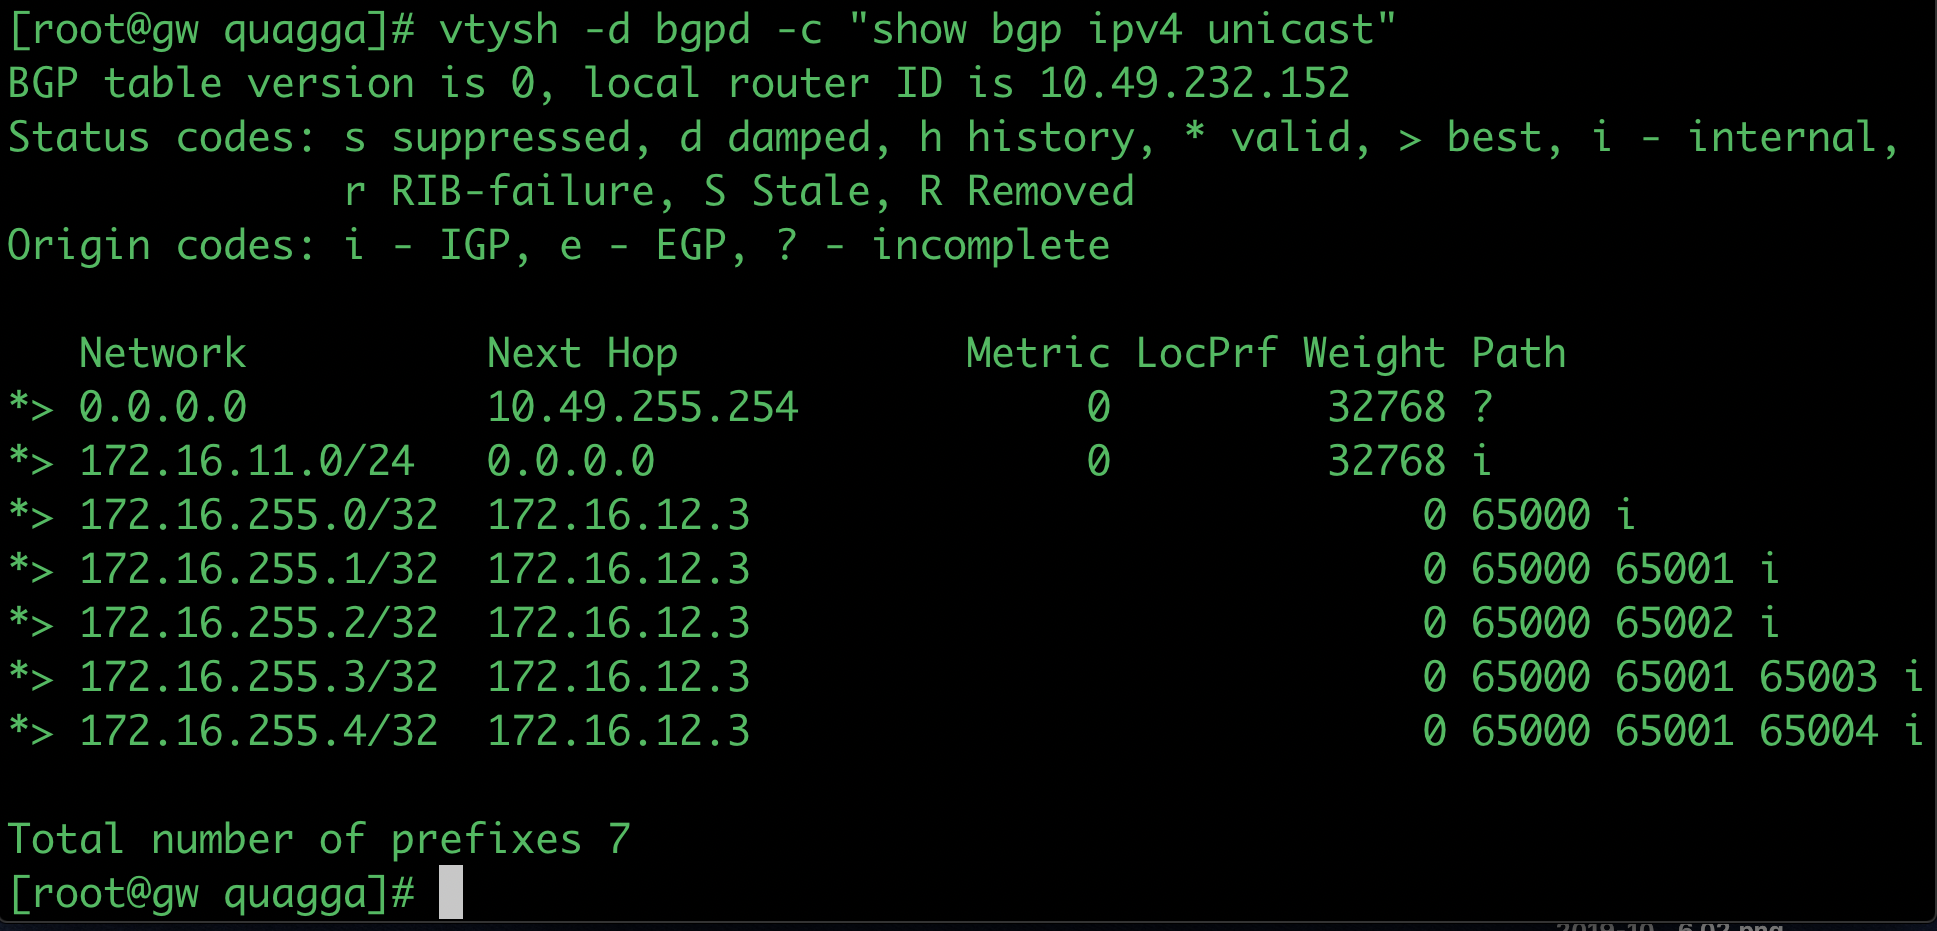 [root@gw quagga]# vtysh -d bgpd -c "show bgp ipv4 unicast"
BGP table version is 0, local router ID is 10.49.232.152
Status codes: s suppressed, d damped, h history, * valid, > best, i - internal,
              r RIB-failure, S Stale, R Removed
Origin codes: i - IGP, e - EGP, ? - incomplete

   Network          Next Hop            Metric LocPrf Weight Path
*> 0.0.0.0          10.49.255.254            0         32768 ?
*> 172.16.11.0/24   0.0.0.0                  0         32768 i
*> 172.16.255.0/32  172.16.12.3                            0 65000 i
*> 172.16.255.1/32  172.16.12.3                            0 65000 65001 i
*> 172.16.255.2/32  172.16.12.3                            0 65000 65002 i
*> 172.16.255.3/32  172.16.12.3                            0 65000 65001 65003 i
*> 172.16.255.4/32  172.16.12.3                            0 65000 65001 65004 i

Total number of prefixes 7
[root@gw quagga]#